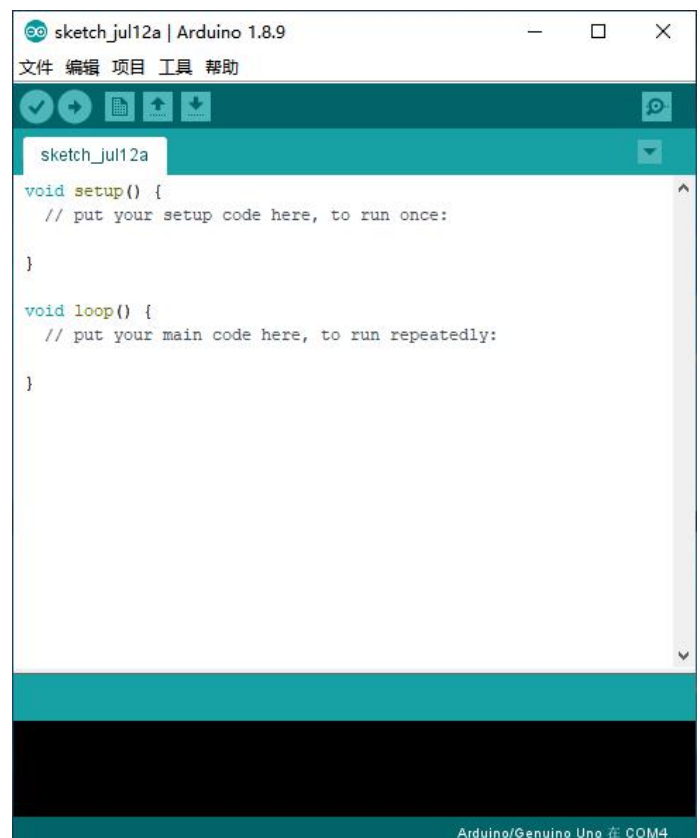 sketch_jul12a | Arduino 1.8.9
文件 编辑 项目 工具 帮助
sketch_jul12a
void setup() {
  // put your setup code here, to run once:
}
void loop() {
  // put your main code here, to run repeatedly:
}
Arduino/Genuino Uno 在 COM4